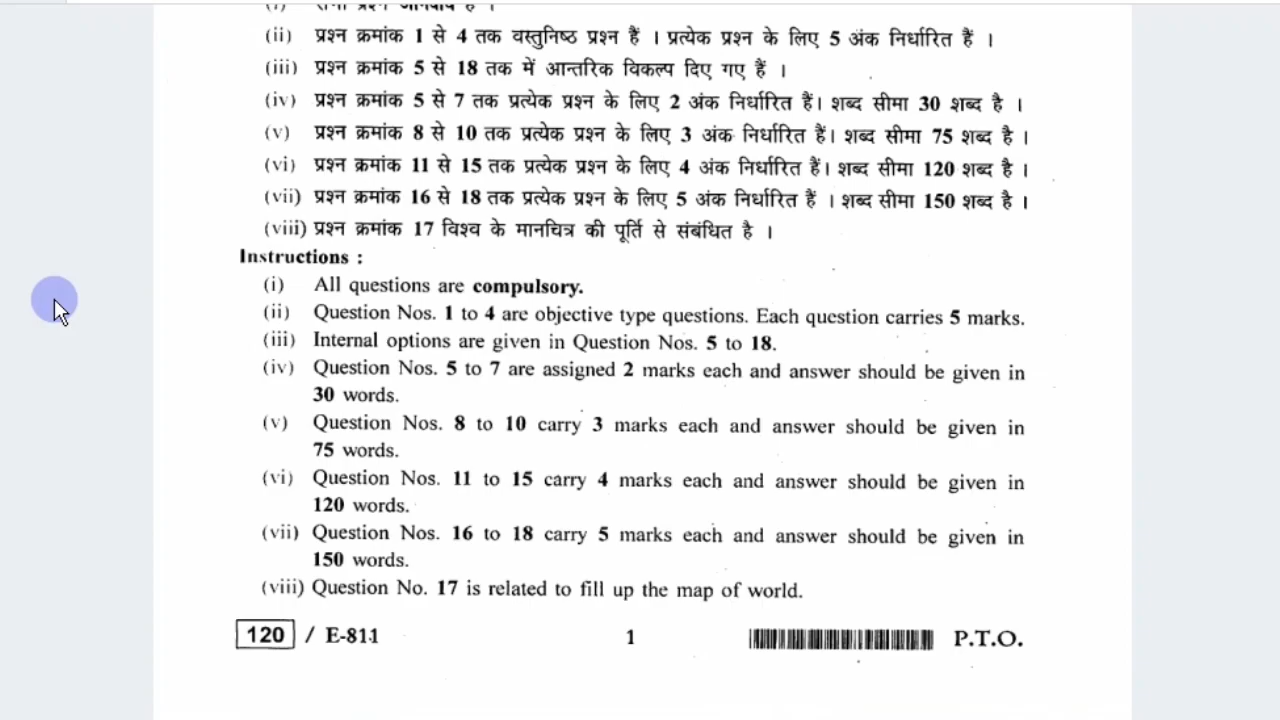 (ii) प्रश्न क्रमांक 1 से 4 तक वस्तुनिष्ठ प्रश्न हैं । प्रत्येक प्रश्न के लिए 5 अंक निर्धारित हैं ।
(iii) प्रश्न क्रमांक 5 से 18 तक में आन्तरिक विकल्प दिए गए हैं ।
(iv) प्रश्न क्रमांक 5 से 7 तक प्रत्येक प्रश्न के लिए 2 अंक निर्धारित हैं। शब्द सीमा 30 शब्द है ।
(v) प्रश्न क्रमांक 8 से 10 तक प्रत्येक प्रश्न के लिए 3 अंक निर्धारित हैं। शब्द सीमा 75 शब्द है ।
(vi) प्रश्न क्रमांक 11 से 15 तक प्रत्येक प्रश्न के लिए 4 अंक निर्धारित हैं। शब्द सीमा 120 शब्द है ।
(vii) प्रश्न क्रमांक 16 से 18 तक प्रत्येक प्रश्न के लिए 5 अंक निर्धारित हैं । शब्द सीमा 150 शब्द है ।
(viii) प्रश्न क्रमांक 17 विश्व के मानचित्र की पूर्ति से संबंधित है ।
Instructions :
(i) All questions are compulsory.
(ii) Question Nos. 1 to 4 are objective type questions. Each question carries 5 marks.
(iii) Internal options are given in Question Nos. 5 to 18.
(iv) Question Nos. 5 to 7 are assigned 2 marks each and answer should be given in
30 words.
(v) Question Nos. 8 to 10 carry 3 marks each and answer should be given in
75 words.
(vi) Question Nos. 11 to 15 carry 4 marks each and answer should be given in
120 words.
(vii) Question Nos. 16 to 18 carry 5 marks each and answer should be given in
150 words.
(viii) Question No. 17 is related to fill up the map of world.
120 / E-811 1 P.T.O.